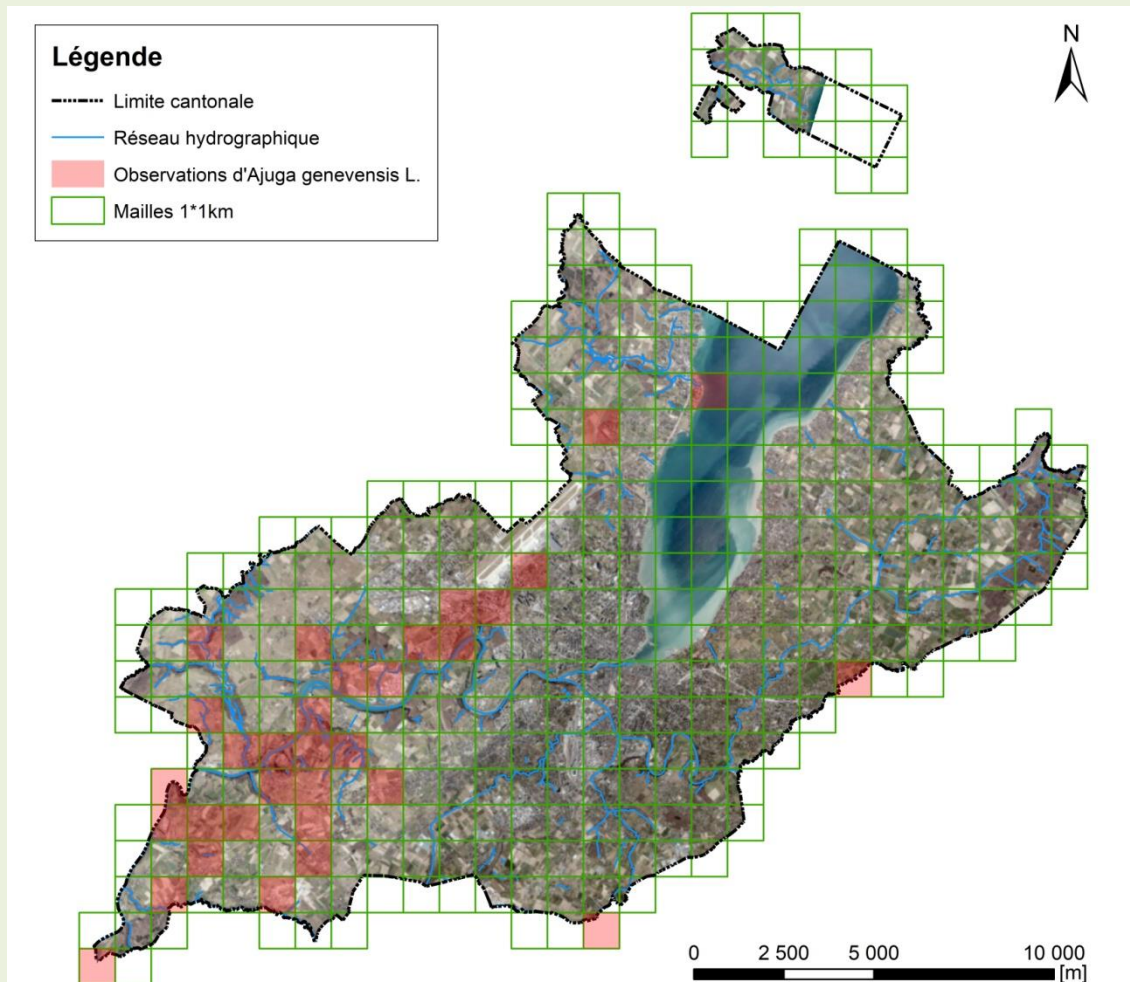 Légende
Limite cantonale
Réseau hydrographique
Observations d'Ajuga genevensis L.
Mailles 1*1km
N
0 2 500 5 000 10 000
[m]